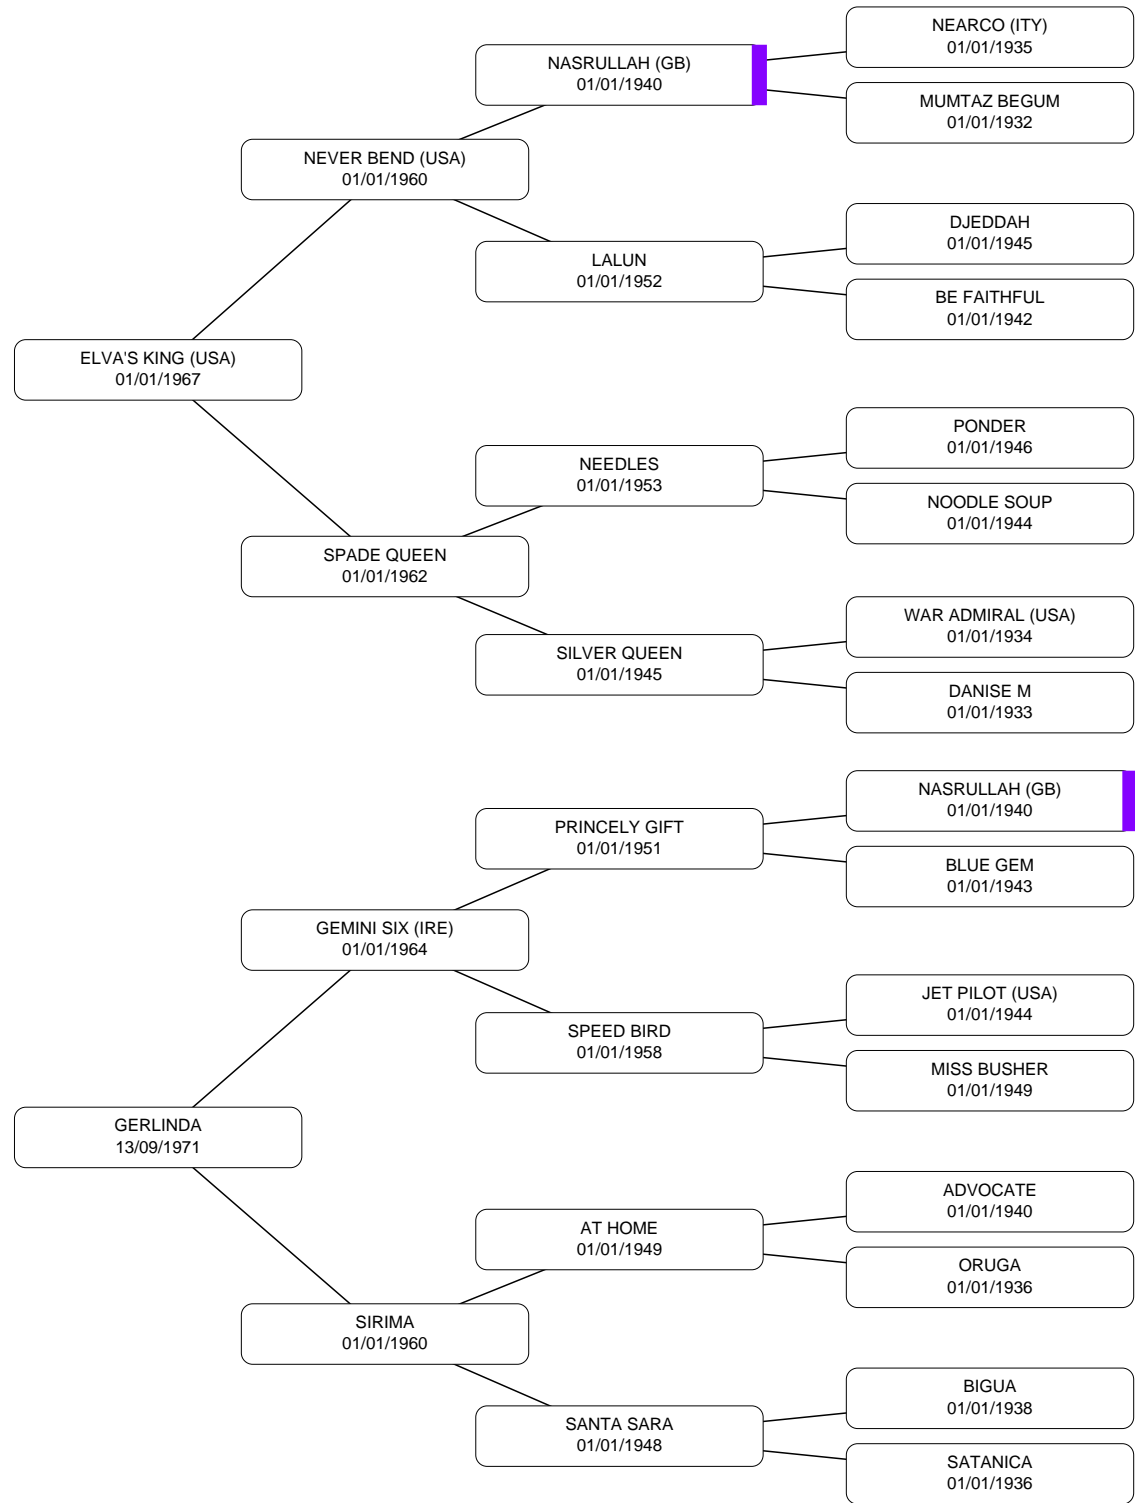 NEARCO (ITY)
01/01/1935
NASRULLAH (GB)
01/01/1940
MUMTAZ BEGUM
01/01/1932
NEVER BEND (USA)
01/01/1960
DJEDDAH
01/01/1945
LALUN
01/01/1952
BE FAITHFUL
01/01/1942
ELVA'S KING (USA)
01/01/1967
PONDER
01/01/1946
NEEDLES
01/01/1953
NOODLE SOUP
01/01/1944
SPADE QUEEN
01/01/1962
WAR ADMIRAL (USA)
01/01/1934
SILVER QUEEN
01/01/1945
DANISE M
01/01/1933
NASRULLAH (GB)
01/01/1940
PRINCELY GIFT
01/01/1951
BLUE GEM
01/01/1943
GEMINI SIX (IRE)
01/01/1964
JET PILOT (USA)
01/01/1944
SPEED BIRD
01/01/1958
MISS BUSHER
01/01/1949
GERLINDA
13/09/1971
ADVOCATE
01/01/1940
AT HOME
01/01/1949
ORUGA
01/01/1936
SIRIMA
01/01/1960
BIGUA
01/01/1938
SANTA SARA
01/01/1948
SATANICA
01/01/1936